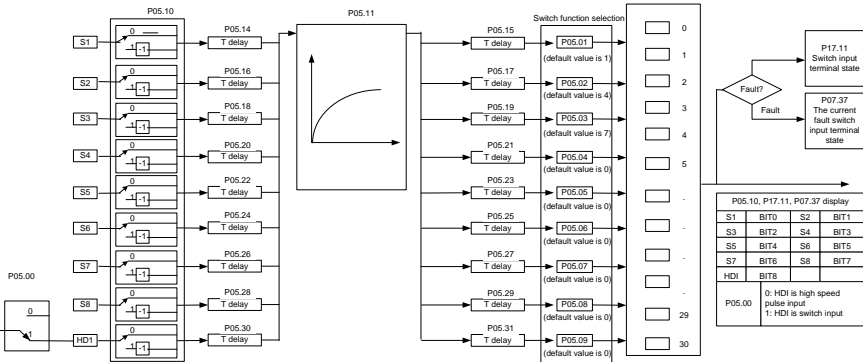 P05.10
P05.14
P05.11
P05.15
Switch function selection
S1
0
1
-1
T delay
T delay
P05.01
(default value is 1)
0
P05.16
P05.17
1
S2
0
1
-1
T delay
T delay
P05.02
(default value is 4)
2
P05.18
P05.19
3
S3
0
1
-1
T delay
T delay
P05.03
(default value is 7)
4
P05.20
P05.21
S4
0
1
-1
T delay
T delay
P05.04
(default value is 0)
5
P05.22
P05.23
S5
0
1
-1
T delay
T delay
P05.05
(default value is 0)
.
P05.24
P05.25
S6
0
1
-1
T delay
T delay
P05.06
(default value is 0)
.
P05.26
P05.27
S7
0
1
-1
T delay
T delay
P05.07
(default value is 0)
.
P05.28
P05.29
.
S8
0
1
-1
T delay
T delay
P05.08
(default value is 0)
29
P05.30
P05.31
HD1
0
1
-1
T delay
T delay
P05.09
(default value is 0)
30
P05.00
0
1
Fault?
Fault
P17.11
Switch input
terminal state
P07.37
The current
fault switch
input terminal
state
P05.10, P17.11, P07.37 display
S1 BIT0 S2 BIT1
S3 BIT2 S4 BIT3
S5 BIT4 S6 BIT5
S7 BIT6 S8 BIT7
HDI BIT8
P05.00
0: HDI is high speed
pulse input
1: HDI is switch input